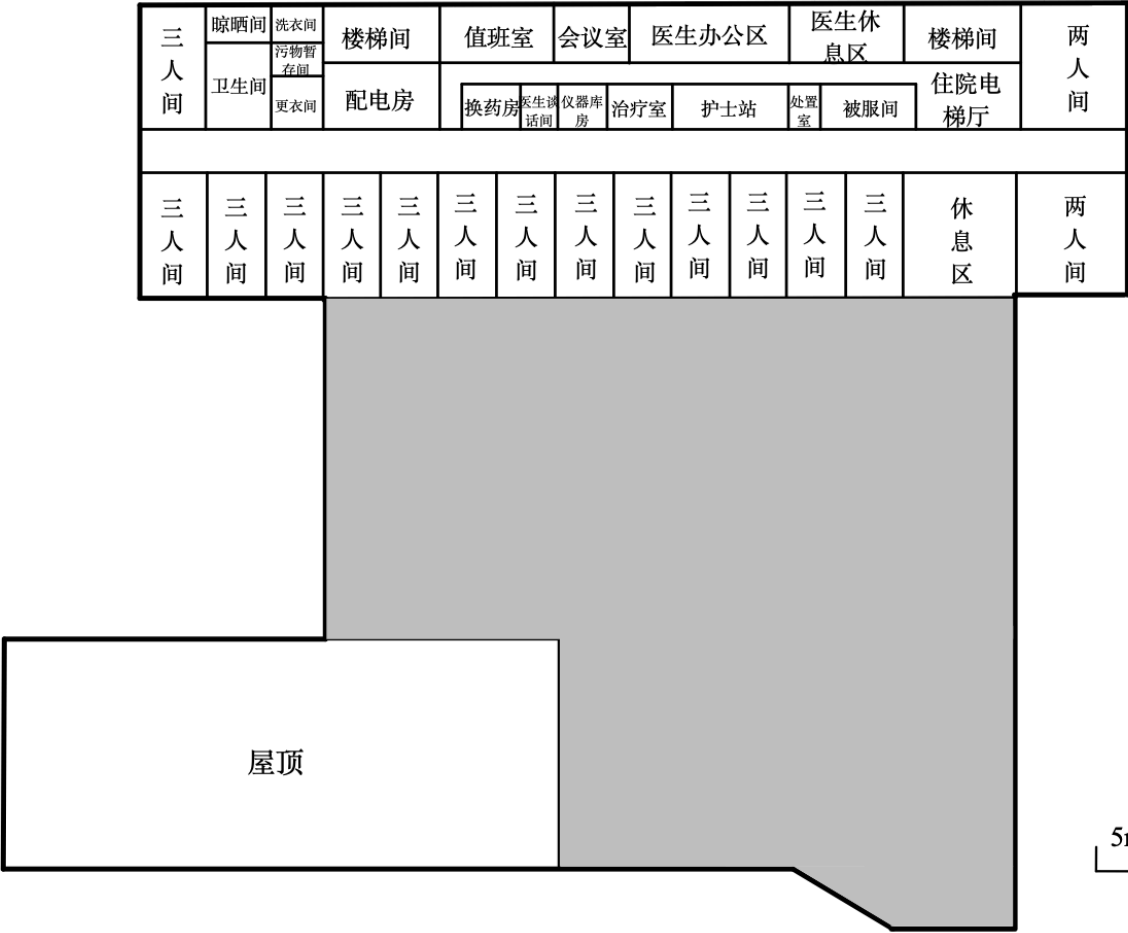 三人间
晾晒间
洗衣间
污物暂
存间
卫生间
更衣间
楼梯间
配电房
值班室
会议室
医生办公区
医生休
息区
楼梯间
两人间
换药房
医生谈
话间
仪器库
房
治疗室
护士站
处置
室
被服间
住院电
梯厅
三人间
三人间
三人间
三人间
三人间
三人间
三人间
三人间
三人间
三人间
三人间
三人间
三人间
休息区
两人间
屋顶